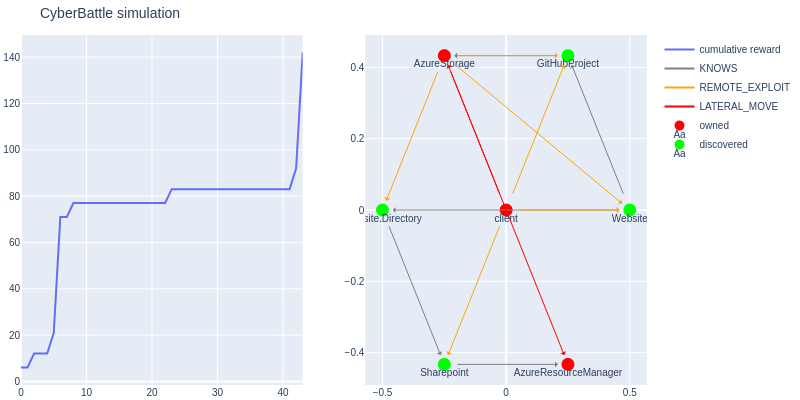 CyberBattle simulation
140
120
100
80
60
40
20
0
0 10 20 30 40
0.4
0.2
0
−0.2
−0.4
−0.5 0 0.5
AzureStorage GitHubProject
site.Directory client Website
Sharepoint AzureResourceManager
cumulative reward
KNOWS
REMOTE_EXPLOIT
LATERAL_MOVE
owned
Aa
discovered
Aa